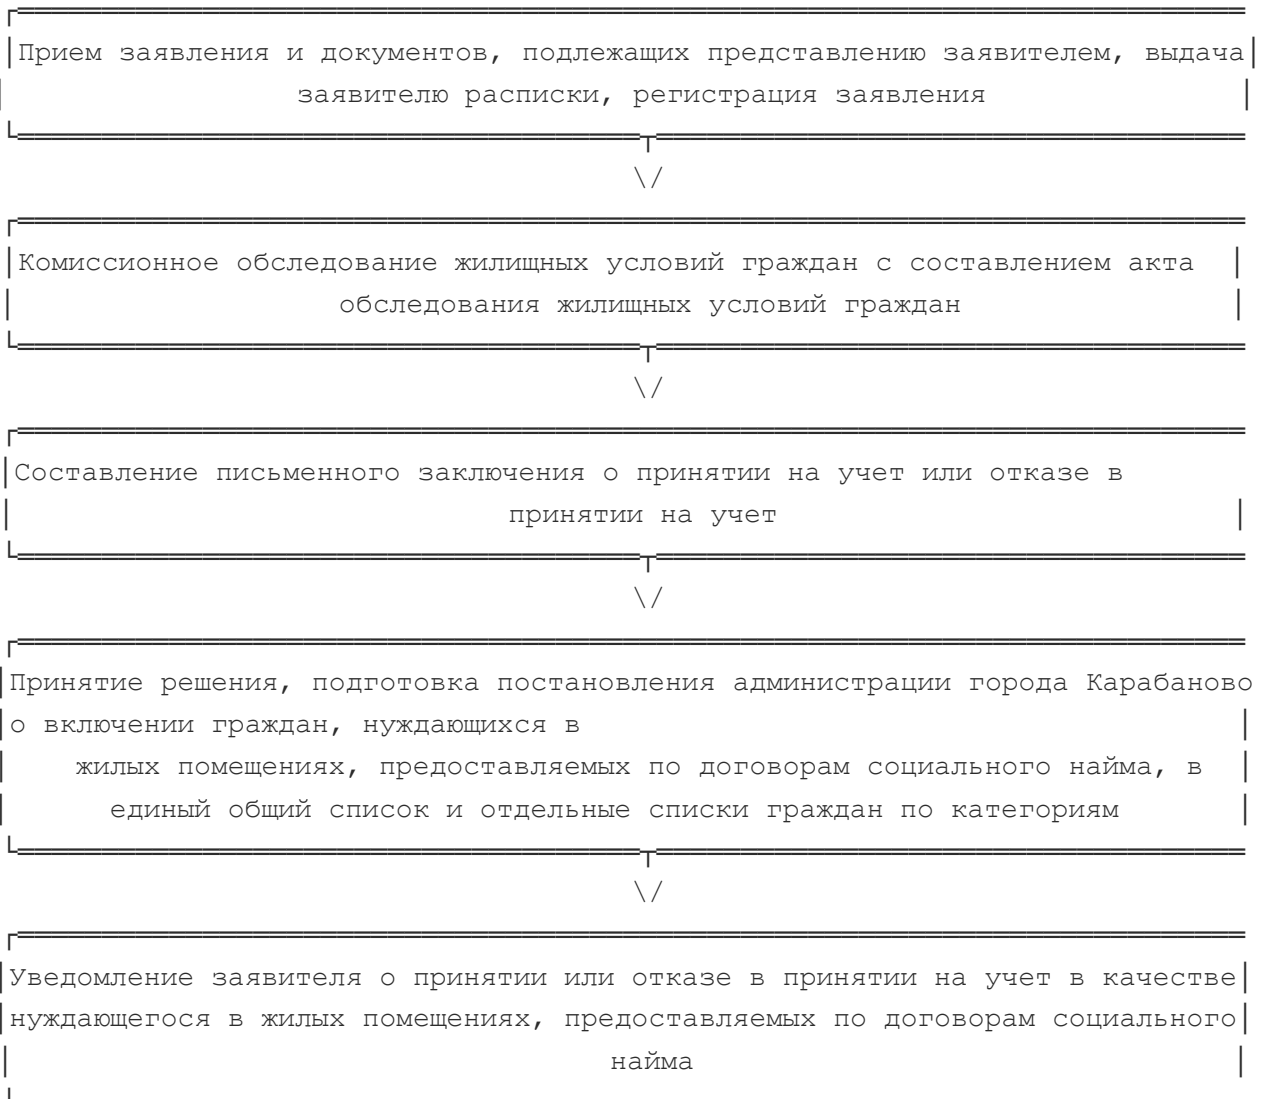 Прием заявления и документов, подлежащих представлению заявителем, выдача
заявителю расписки, регистрация заявления
\/
Комиссионное обследование жилищных условий граждан с составлением акта
обследования жилищных условий граждан
\/
Составление письменного заключения о принятии на учет или отказе в
принятии на учет
\/
Принятие решения, подготовка постановления администрации города Карабаново
о включении граждан, нуждающихся в
жилых помещениях, предоставляемых по договорам социального найма, в
единый общий список и отдельные списки граждан по категориям
\/
Уведомление заявителя о принятии или отказе в принятии на учет в качестве
нуждающегося в жилых помещениях, предоставляемых по договорам социального
найма